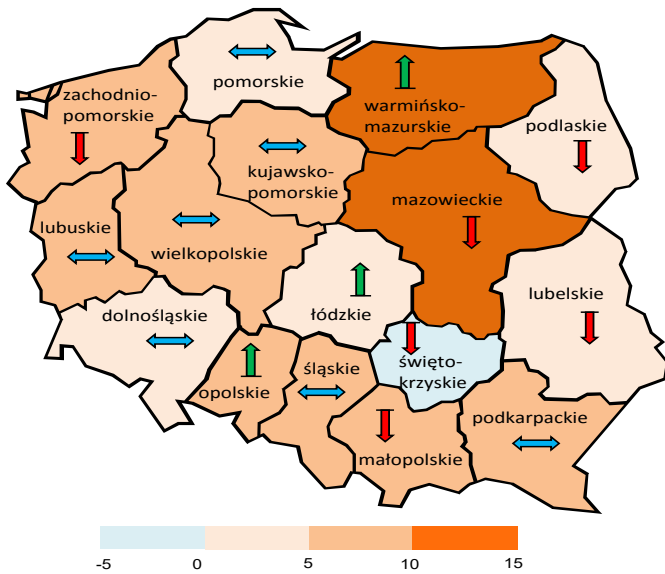 pomorskie
zachodnio-
pomorskie
warmińsko-
mazurskie
podlaskie
kujawsko-
pomorskie
mazowieckie
lubuskie
wielkopolskie
lubelskie
dolnośląskie
łódzkie
święto-
krzyskie
śląskie
opolskie
podkarpackie
małopolskie
-5 0 5 10 15